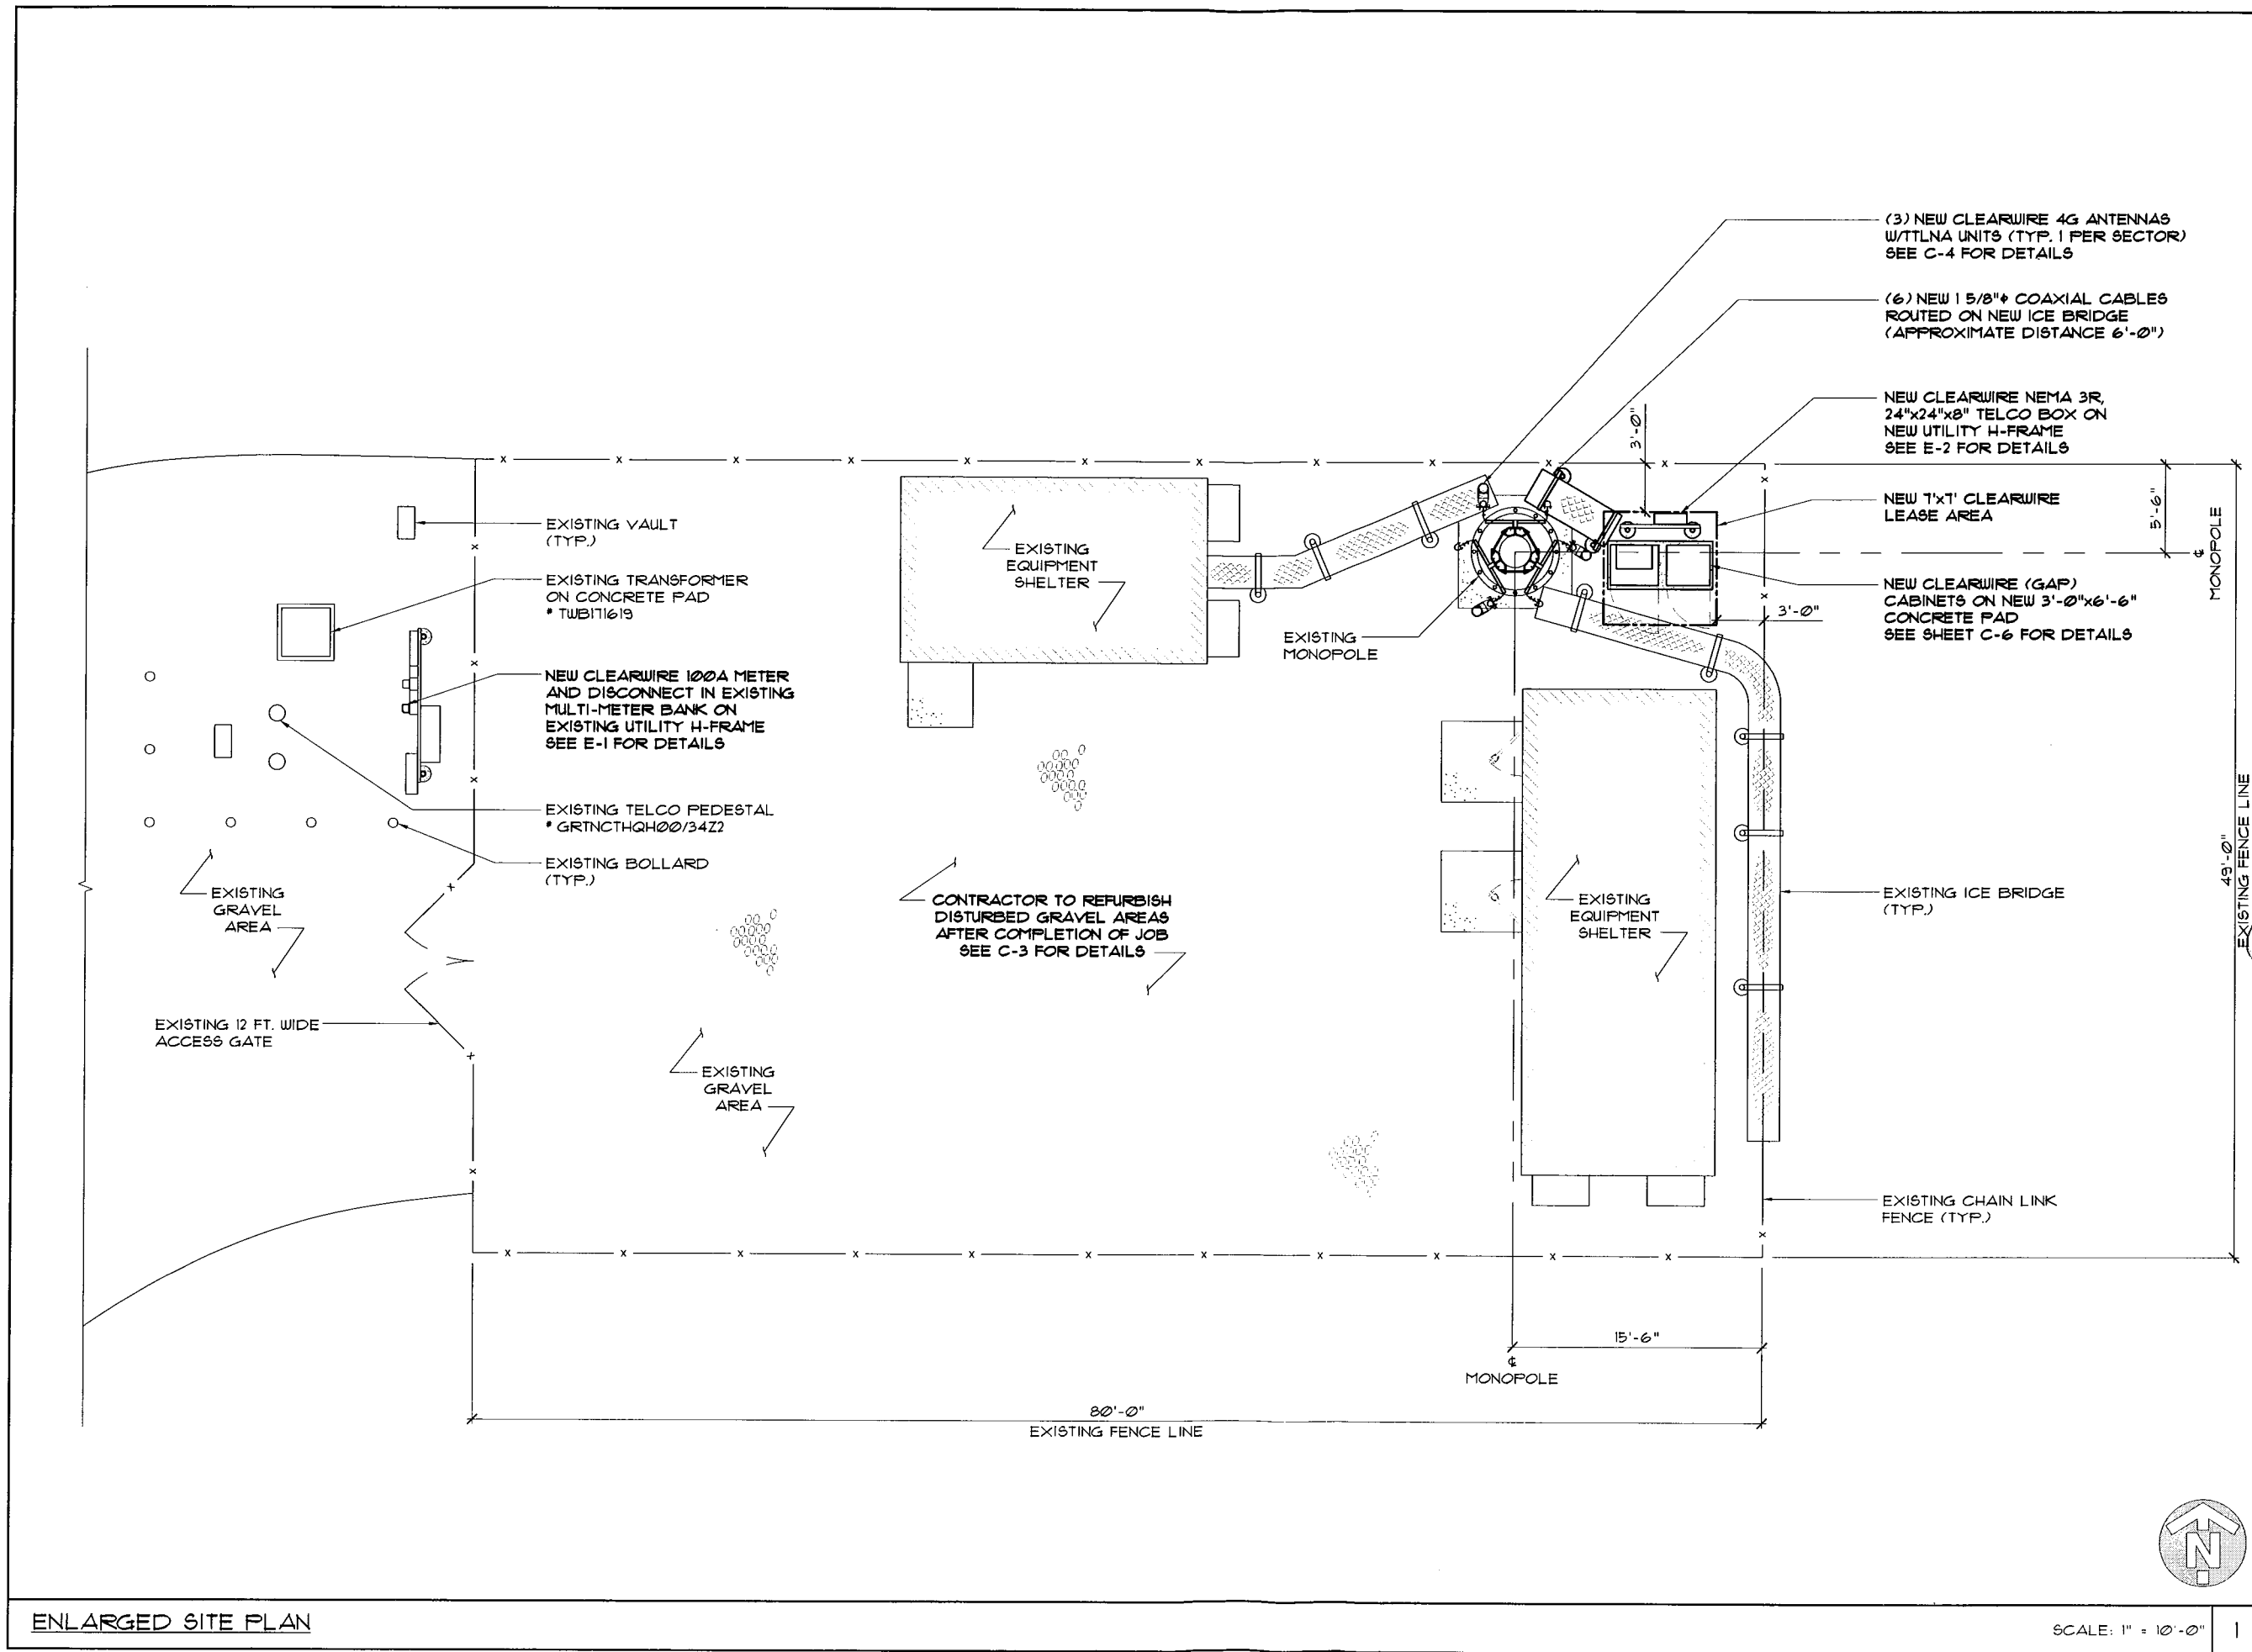 (3) NEW CLEARWIRE 4G ANTENNAS
W/TTLNA UNITS (TYP. 1 PER SECTOR)
SEE C-4 FOR DETAILS
(6) NEW 1 5/8"ϕ COAXIAL CABLES
ROUTED ON NEW ICE BRIDGE
(APPROXIMATE DISTANCE 6'-0")
NEW CLEARWIRE NEMA 3R,
24"x24"x8" TELCO BOX ON
NEW UTILITY H-FRAME
SEE E-2 FOR DETAILS
3'-0"
NEW 7'x7' CLEARWIRE
LEASE AREA
5'-6"
℄
MONOPOLE
NEW CLEARWIRE (GAP)
CABINETS ON NEW 3'-0"x6'-6"
CONCRETE PAD
SEE SHEET C-6 FOR DETAILS
3'-0"
EXISTING VAULT
(TYP.)
EXISTING TRANSFORMER
ON CONCRETE PAD
# TWB171619
EXISTING
EQUIPMENT
SHELTER
EXISTING
MONOPOLE
NEW CLEARWIRE 100A METER
AND DISCONNECT IN EXISTING
MULTI-METER BANK ON
EXISTING UTILITY H-FRAME
SEE E-1 FOR DETAILS
EXISTING TELCO PEDESTAL
# GRTNCTHQH00/34Z2
EXISTING BOLLARD
(TYP.)
EXISTING
GRAVEL
AREA
CONTRACTOR TO REFURBISH
DISTURBED GRAVEL AREAS
AFTER COMPLETION OF JOB
SEE C-3 FOR DETAILS
EXISTING
EQUIPMENT
SHELTER
EXISTING ICE BRIDGE
(TYP.)
49'-0"
EXISTING FENCE LINE
EXISTING 12 FT. WIDE
ACCESS GATE
EXISTING
GRAVEL
AREA
EXISTING CHAIN LINK
FENCE (TYP.)
15'-6"
℄
MONOPOLE
80'-0"
EXISTING FENCE LINE
N
ENLARGED SITE PLAN
SCALE: 1" = 10'-0"
1